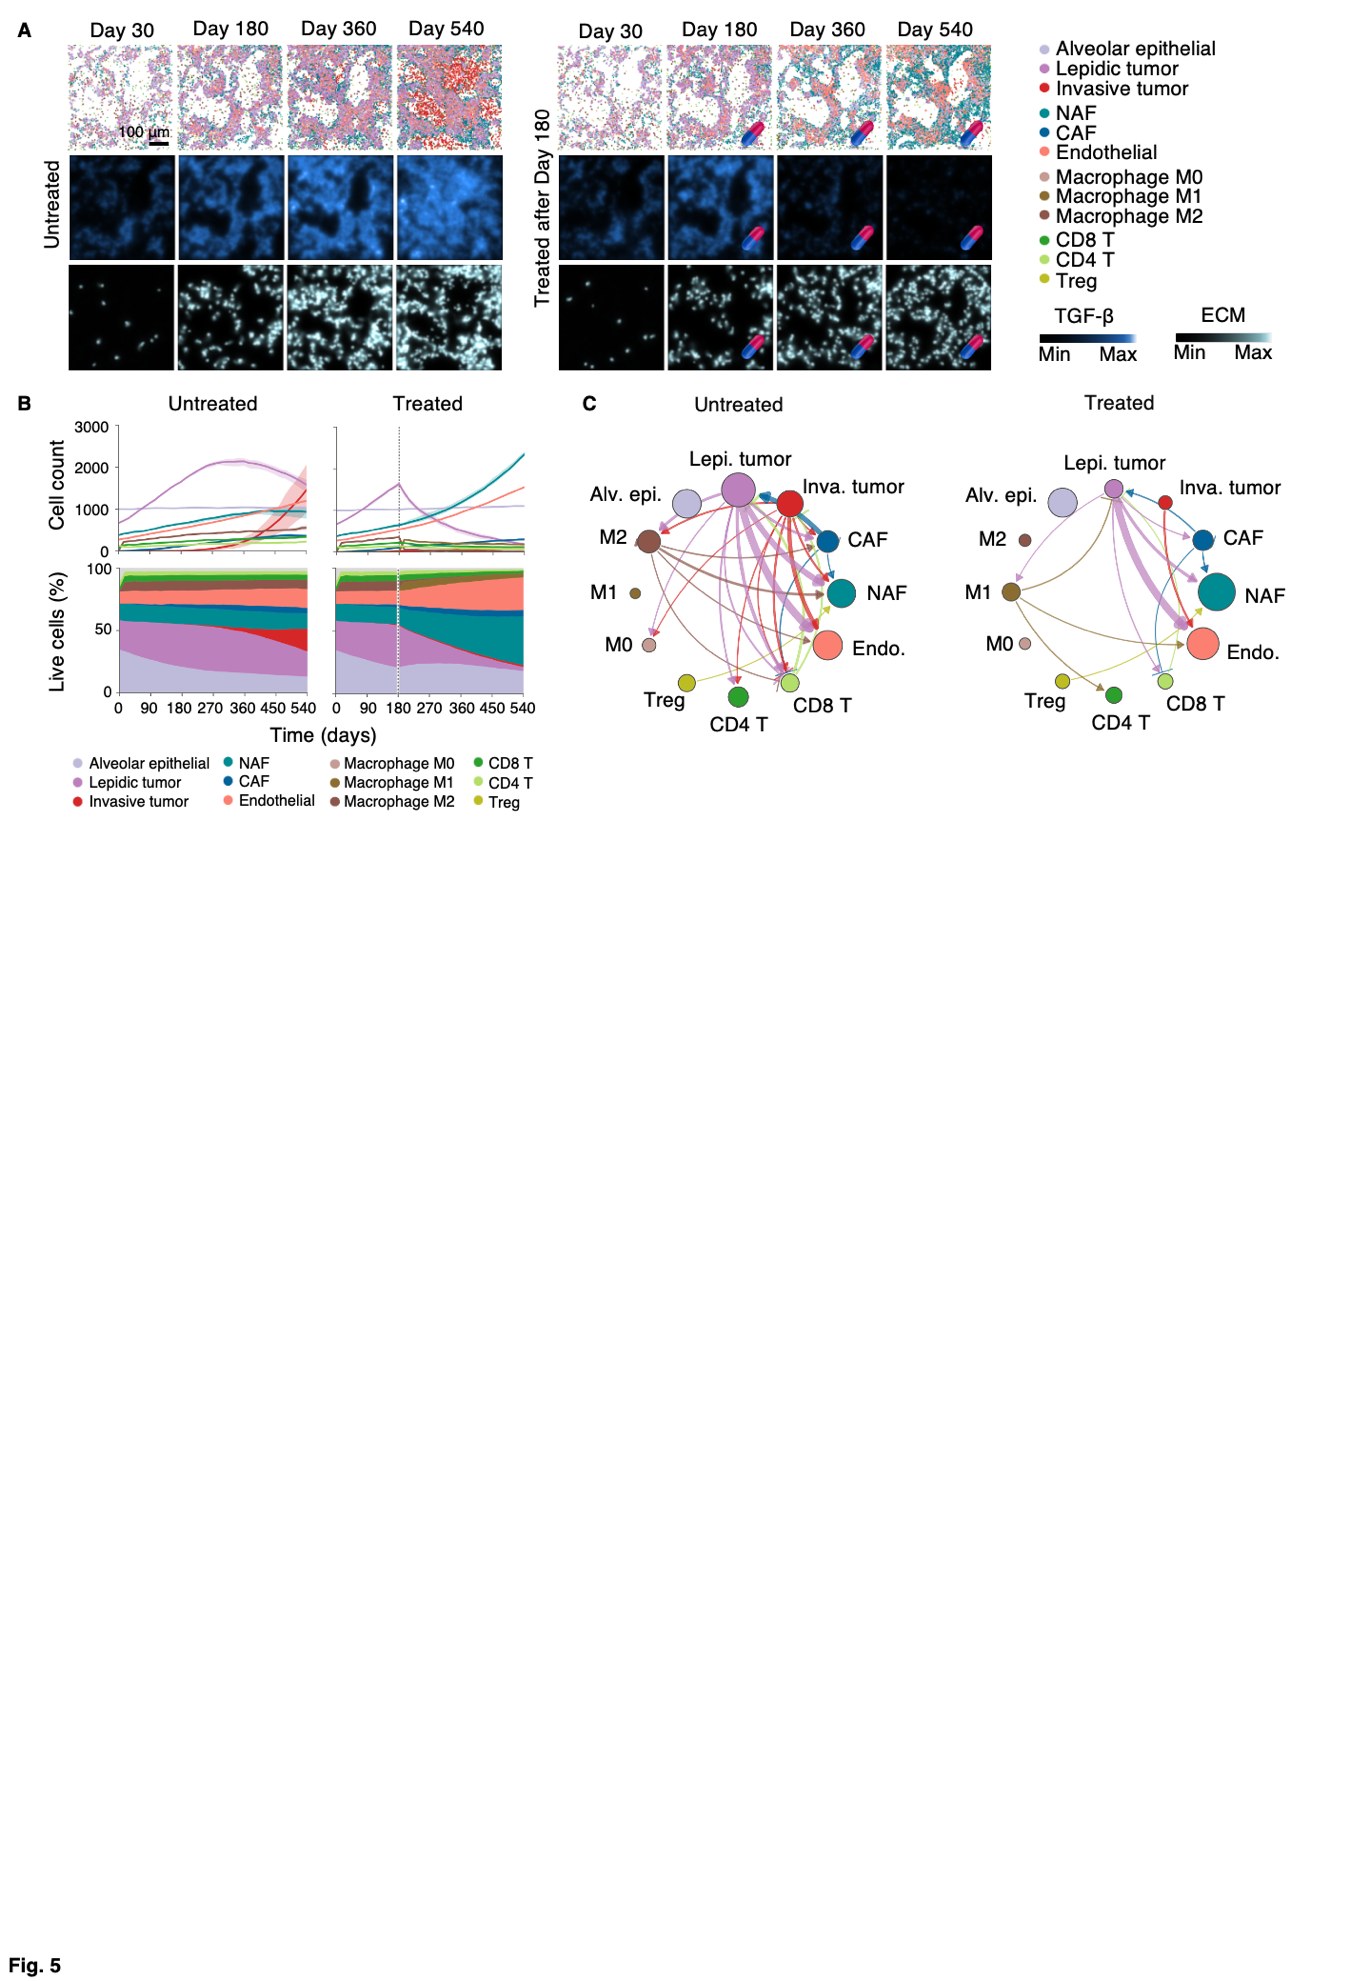 A
Day 30 Day 180 Day 360 Day 540
Day 30 Day 180 Day 360 Day 540
100 µm
Untreated
Treated after Day 180
Alveolar epithelial
Lepidic tumor
Invasive tumor
NAF
CAF
Endothelial
Macrophage M0
Macrophage M1
Macrophage M2
CD8 T
CD4 T
Treg
TGF-β
Min Max
ECM
Min Max
B
Untreated Treated
Cell count
3000
2000
1000
0
Live cells (%)
100
50
0
0 90 180 270 360 450 540
0 90 180 270 360 450 540
Time (days)
Alveolar epithelial
Lepidic tumor
Invasive tumor
NAF
CAF
Endothelial
Macrophage M0
Macrophage M1
Macrophage M2
CD8 T
CD4 T
Treg
C
Untreated
Lepi. tumor
Alv. epi.
Inva. tumor
M2
CAF
M1
NAF
M0
Endo.
Treg
CD4 T
CD8 T
Treated
Lepi. tumor
Alv. epi.
Inva. tumor
M2
CAF
M1
NAF
M0
Endo.
Treg
CD4 T
CD8 T
Fig. 5